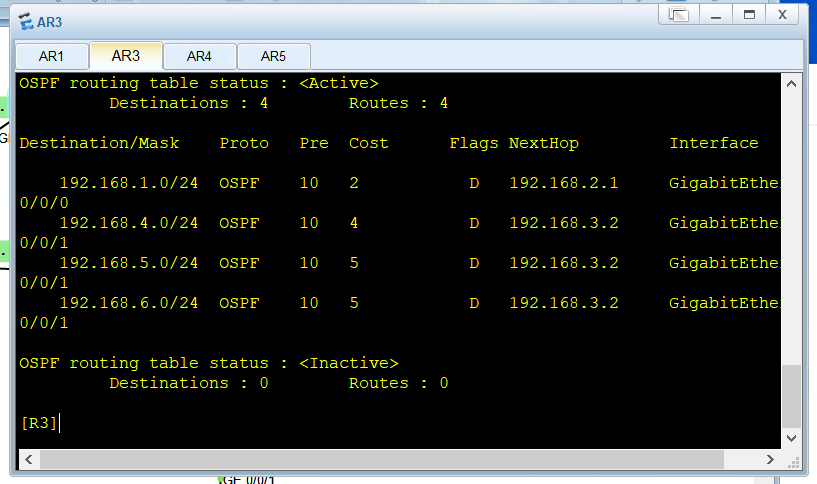 AR3
AR1 AR3 AR4 AR5
OSPF routing table status : <Active>
Destinations : 4 Routes : 4
Destination/Mask Proto Pre Cost Flags NextHop Interface
192.168.1.0/24 OSPF 10 2 D 192.168.2.1 GigabitEthe
0/0/0
192.168.4.0/24 OSPF 10 4 D 192.168.3.2 GigabitEthe
0/0/1
192.168.5.0/24 OSPF 10 5 D 192.168.3.2 GigabitEthe
0/0/1
192.168.6.0/24 OSPF 10 5 D 192.168.3.2 GigabitEthe
0/0/1
OSPF routing table status : <Inactive>
Destinations : 0 Routes : 0
[R3]
GE 0/0/1